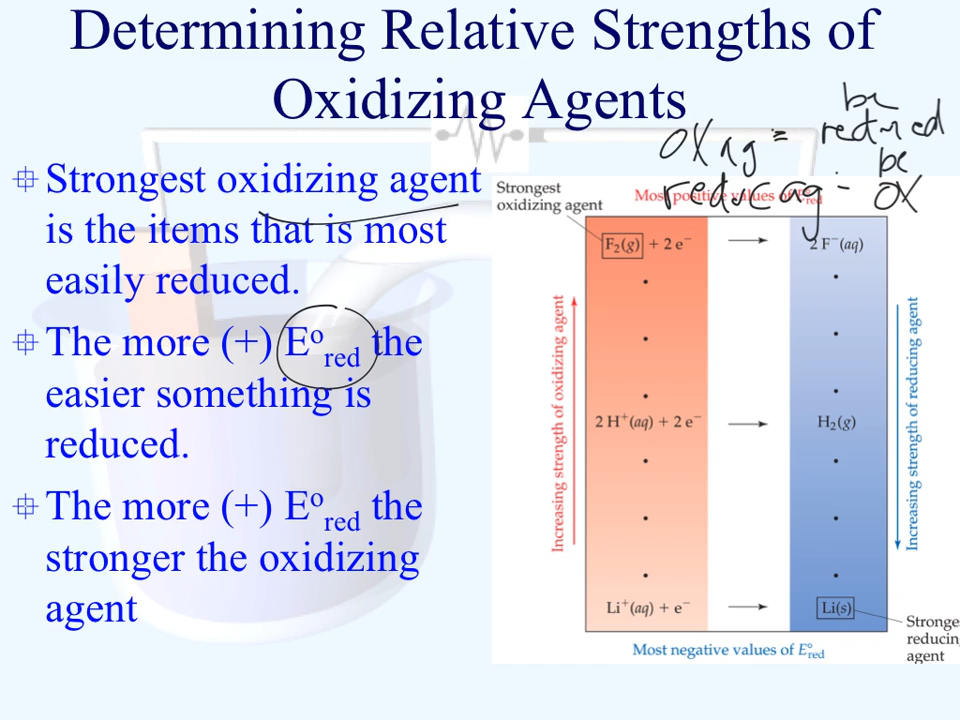 Determining Relative Strengths of
Oxidizing Agents
be
ox ag = reduced
be
reduc ag = ox
Strongest oxidizing agent
is the items that is most
easily reduced.
The more (+) E°red the
easier something is
reduced.
The more (+) E°red the
stronger the oxidizing
agent
Strongest
oxidizing agent
Most positive values of E°red
F₂(g) + 2 e⁻ ⟶ 2 F⁻(aq)
2 H⁺(aq) + 2 e⁻ ⟶ H₂(g)
Li⁺(aq) + e⁻ ⟶ Li(s)
Increasing strength of oxidizing agent
Increasing strength of reducing agent
Most negative values of E°red
Stronge
reducing
agent